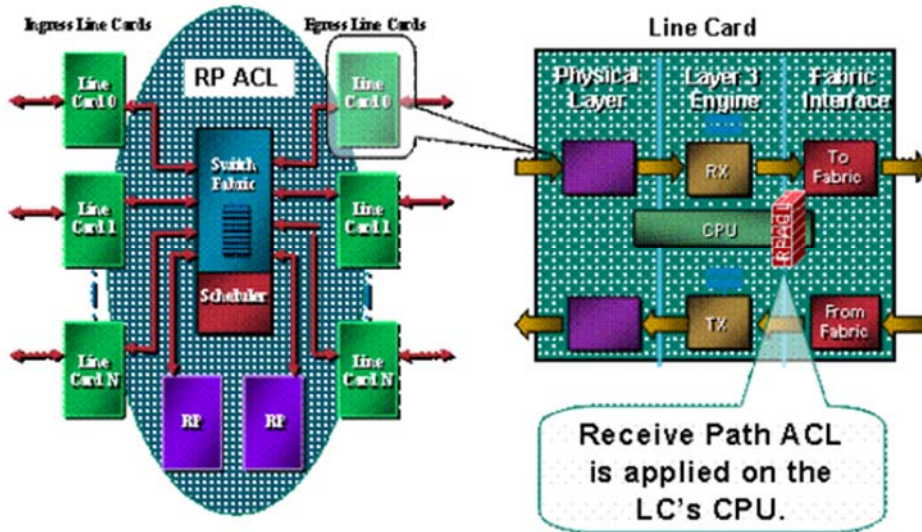 Ingress Line Cards
Egress Line Cards
RP ACL
Line
Card 0
Line
Card 1
Line
Card N
Switch
Fabric
Scheduler
Line
Card 0
Line
Card 1
Line
Card N
RP
RP
Line Card
Physical
Layer
Layer 3
Engine
Fabric
Interface
RX
To
Fabric
CPU
RPACL
TX
From
Fabric
Receive Path ACL
is applied on the
LC's CPU.